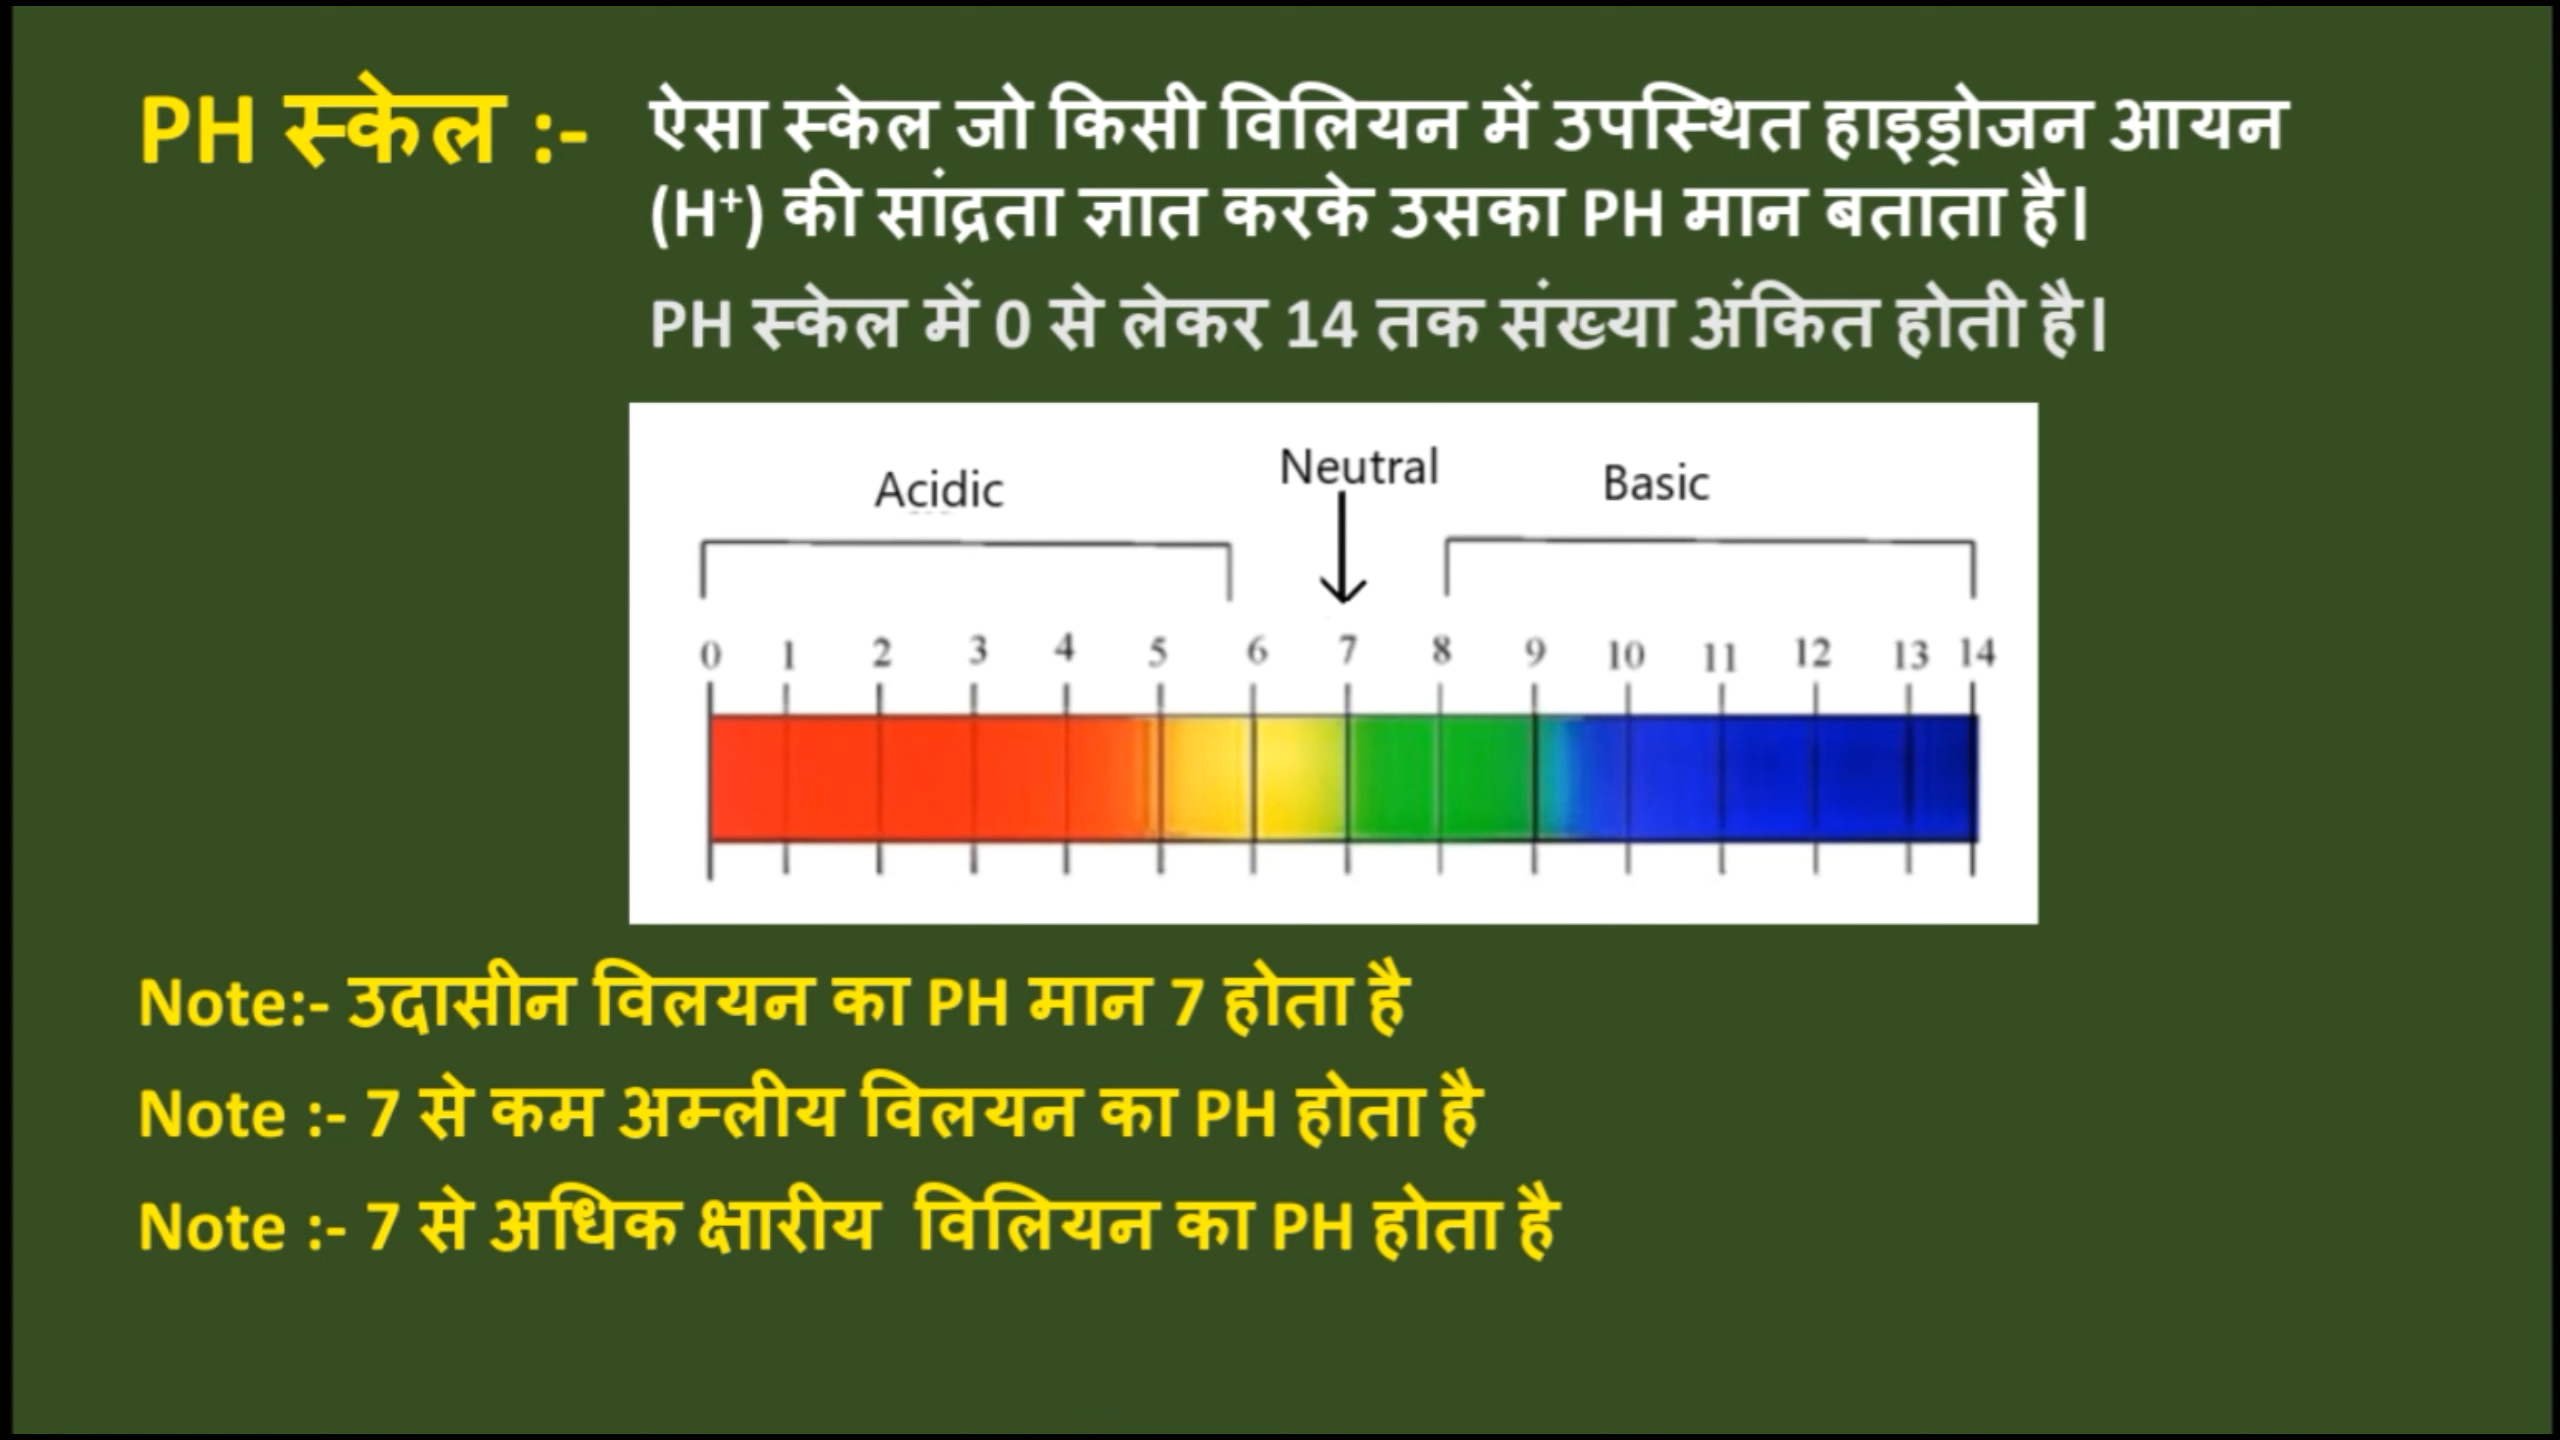 PH स्केल :- ऐसा स्केल जो किसी विलियन में उपस्थित हाइड्रोजन आयन
(H⁺) की सांद्रता ज्ञात करके उसका PH मान बताता है।
PH स्केल में 0 से लेकर 14 तक संख्या अंकित होती है।
Acidic Neutral Basic
0 1 2 3 4 5 6 7 8 9 10 11 12 13 14
Note:- उदासीन विलयन का PH मान 7 होता है
Note :- 7 से कम अम्लीय विलयन का PH होता है
Note :- 7 से अधिक क्षारीय विलियन का PH होता है